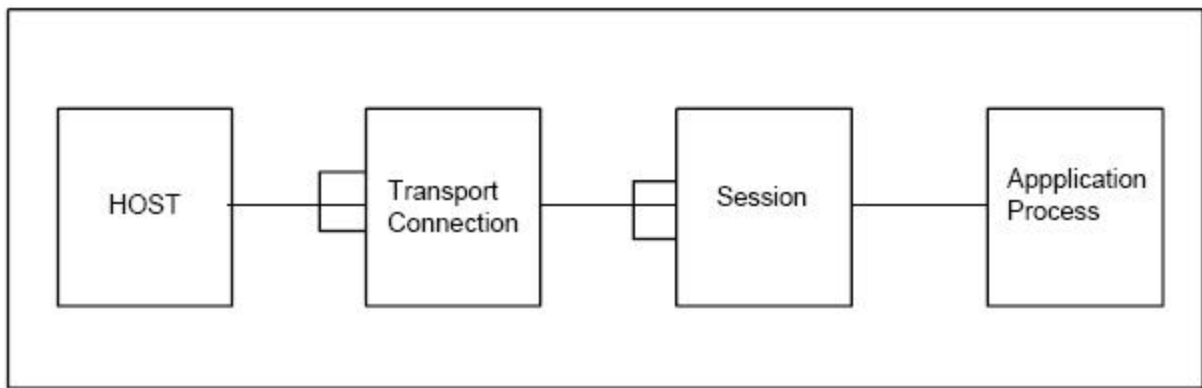 HOST
Transport
Connection
Session
Appplication
Process